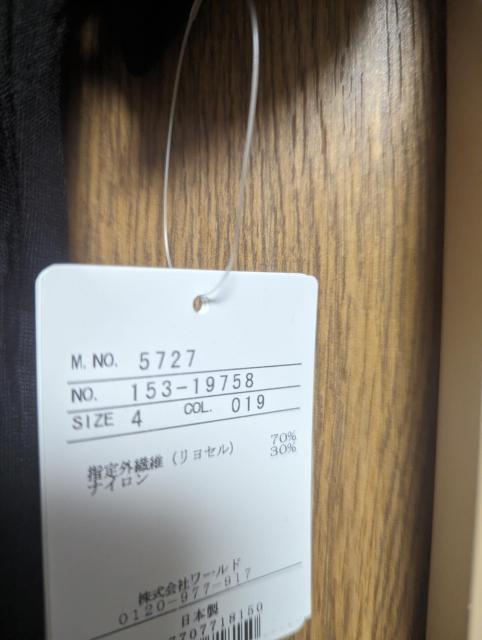 M. NO. 5727
NO. 153-19758
SIZE 4 COL. 019
指定外繊維 (リヨセル) 70%
ナイロン 30%
株式会社ワールド
0120-977-917
日本製
7707718150